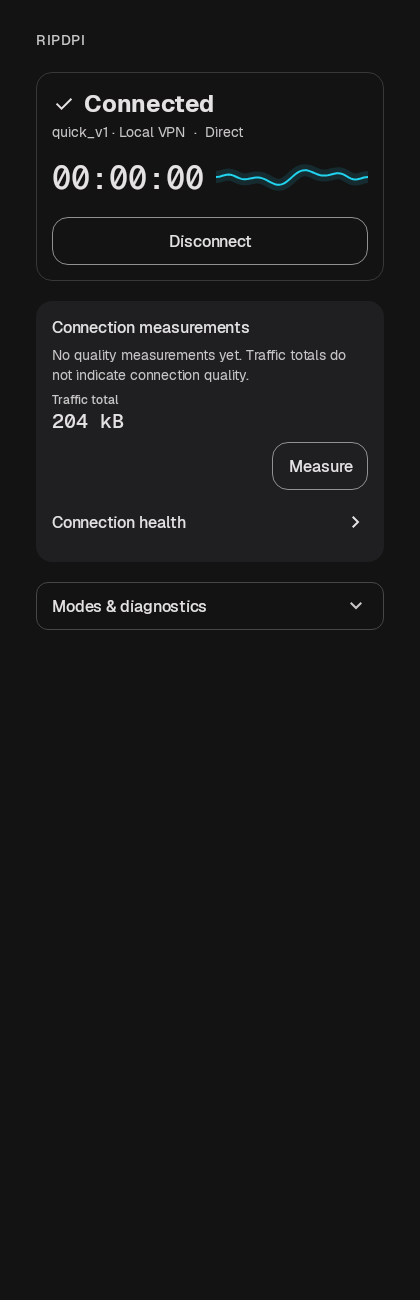 RIPDPI
Connected
quick_v1 · Local VPN · Direct
00:00:00
Disconnect
Connection measurements
No quality measurements yet. Traffic totals do
not indicate connection quality.
Traffic total
204 kB
Measure
Connection health
Modes & diagnostics